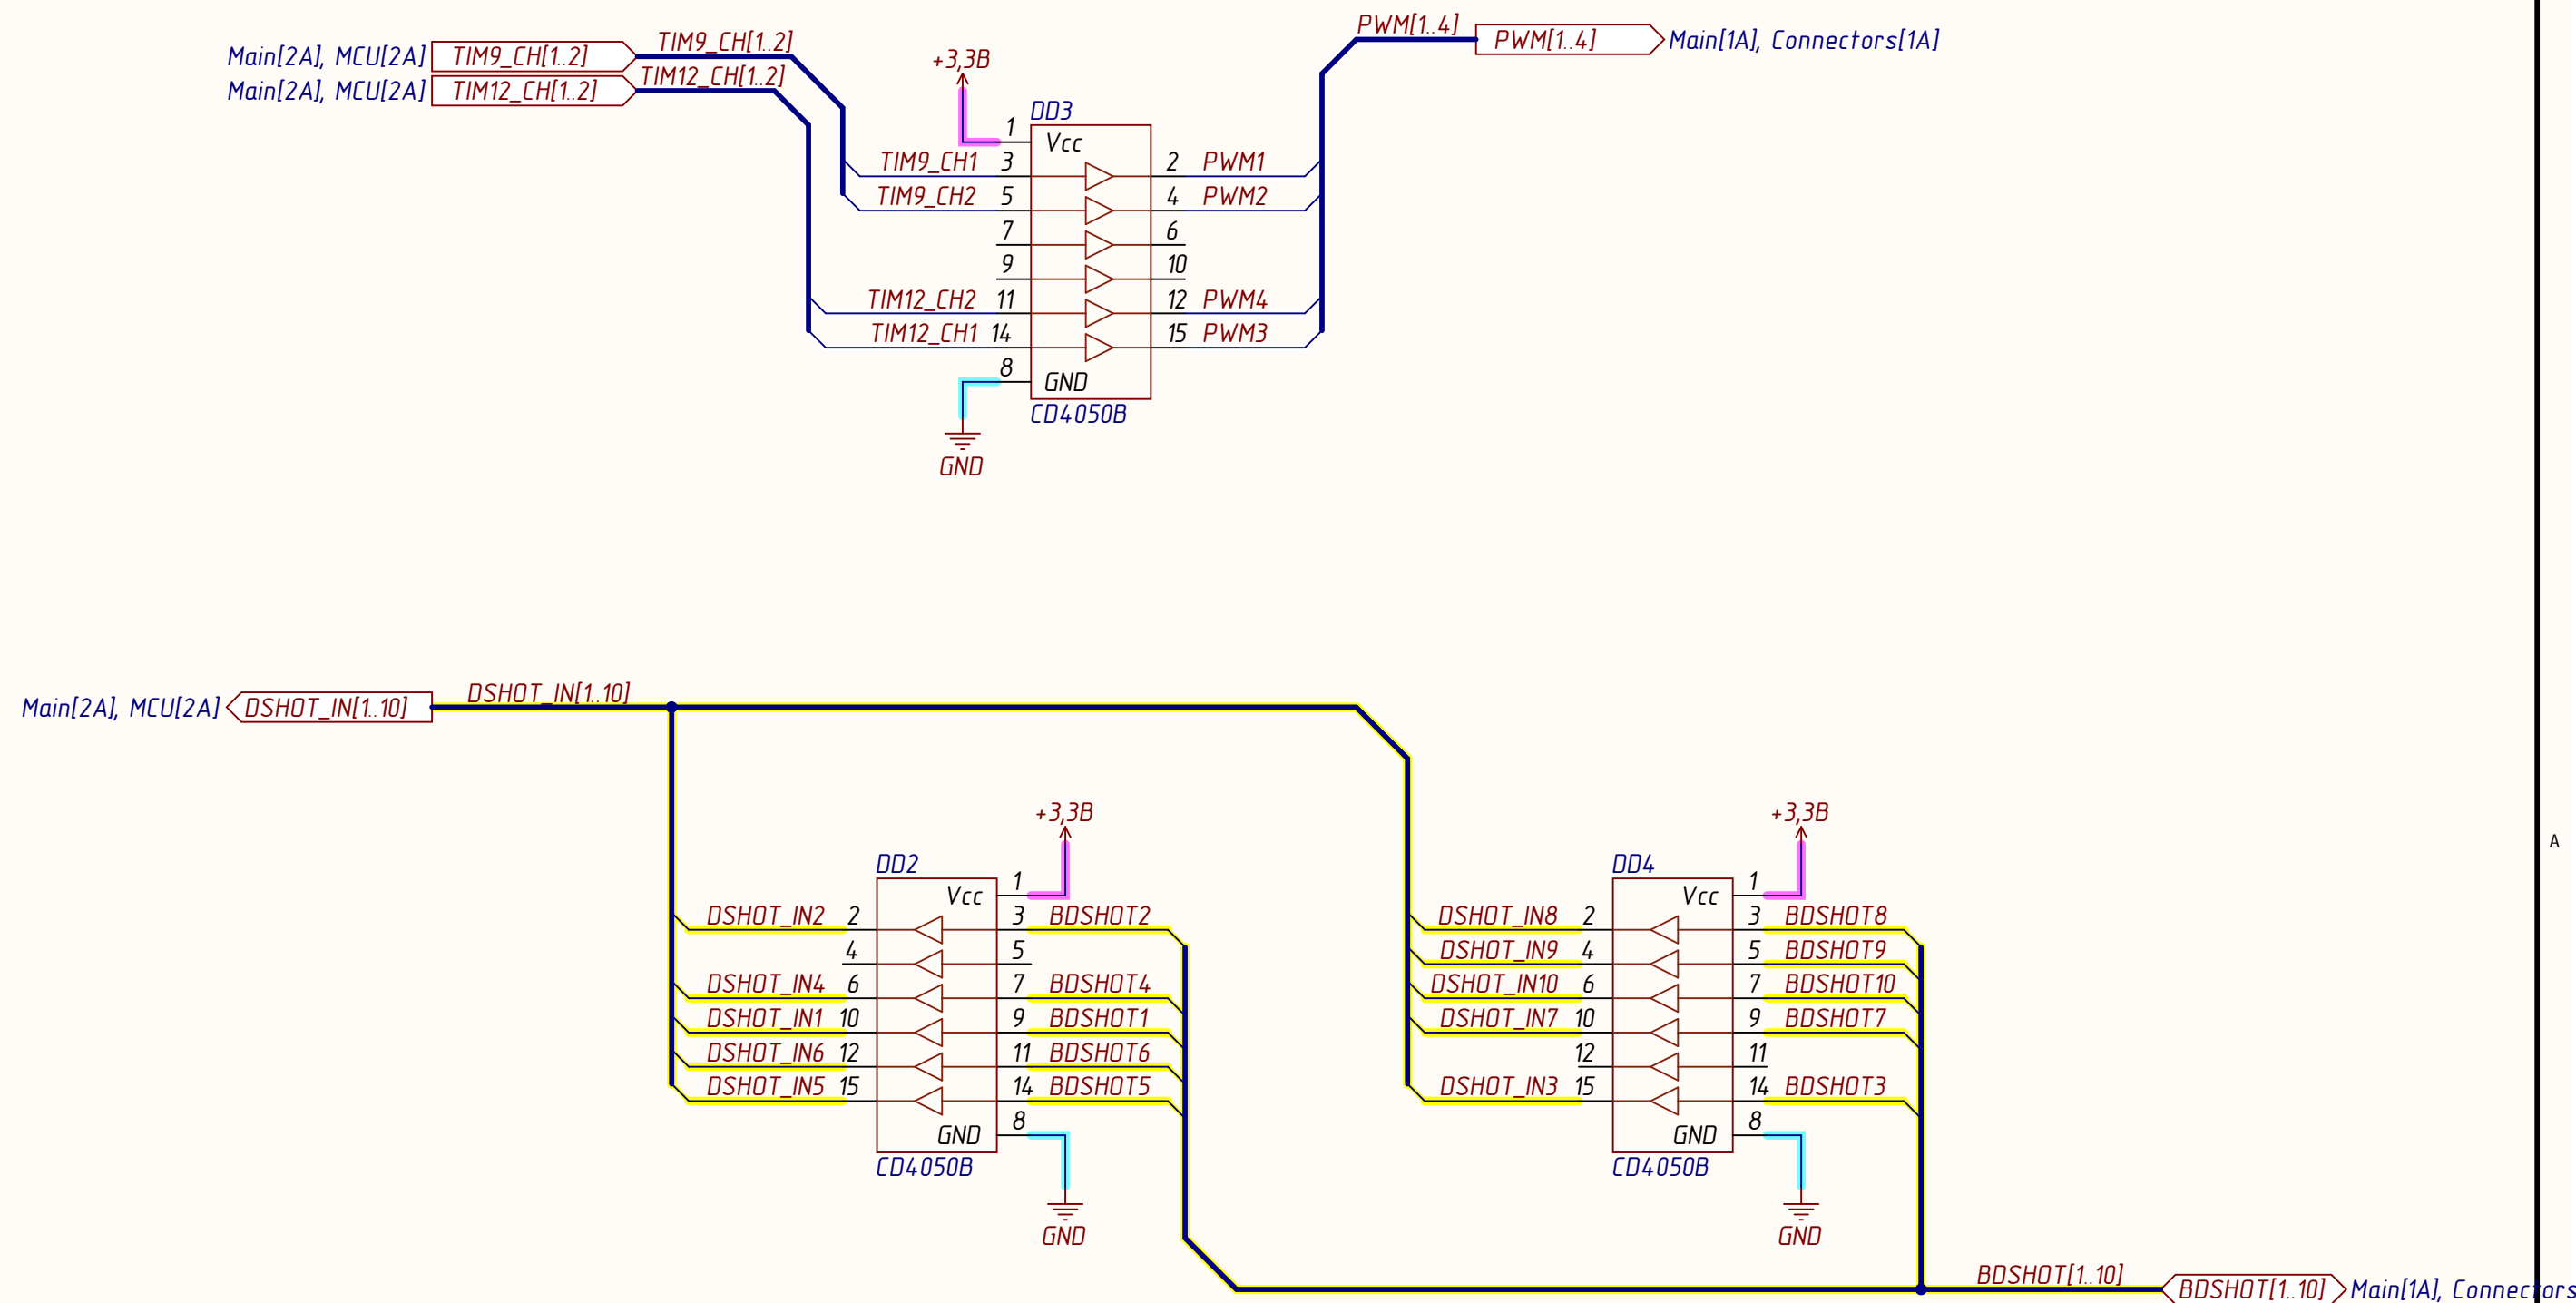 PWM[1..4]
PWM[1..4] Main[1A], Connectors[1A]
TIM9_CH[1..2]
Main[2A], MCU[2A] TIM9_CH[1..2]
+3,3В
TIM12_CH[1..2]
Main[2A], MCU[2A] TIM12_CH[1..2]
DD3
1 Vcc
TIM9_CH1 3 2 PWM1
TIM9_CH2 5 4 PWM2
7 6
9 10
TIM12_CH2 11 12 PWM4
TIM12_CH1 14 15 PWM3
8 GND
CD4050B
GND
DSHOT_IN[1..10]
Main[2A], MCU[2A] DSHOT_IN[1..10]
+3,3В
DD2
Vcc 1
DSHOT_IN2 2 3 BDSHOT2
4 5
DSHOT_IN4 6 7 BDSHOT4
DSHOT_IN1 10 9 BDSHOT1
DSHOT_IN6 12 11 BDSHOT6
DSHOT_IN5 15 14 BDSHOT5
GND 8
CD4050B
GND
+3,3В
A
DD4
Vcc 1
DSHOT_IN8 2 3 BDSHOT8
DSHOT_IN9 4 5 BDSHOT9
DSHOT_IN10 6 7 BDSHOT10
DSHOT_IN7 10 9 BDSHOT7
12 11
DSHOT_IN3 15 14 BDSHOT3
GND 8
CD4050B
GND
BDSHOT[1..10]
BDSHOT[1..10] Main[1A], Connectors